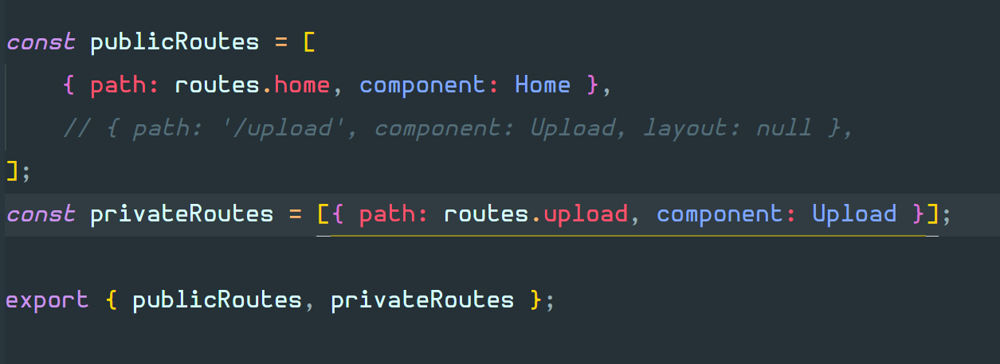 const publicRoutes = [
{ path: routes.home, component: Home },
// { path: '/upload', component: Upload, layout: null },
];
const privateRoutes = [{ path: routes.upload, component: Upload }];
export { publicRoutes, privateRoutes };